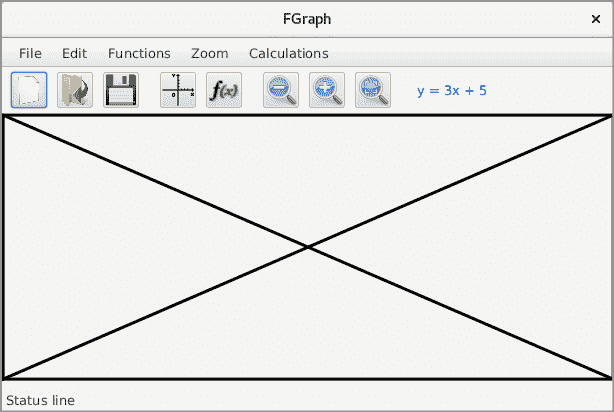 FGraph
File Edit Functions Zoom Calculations
f(x) y = 3x + 5
Status line